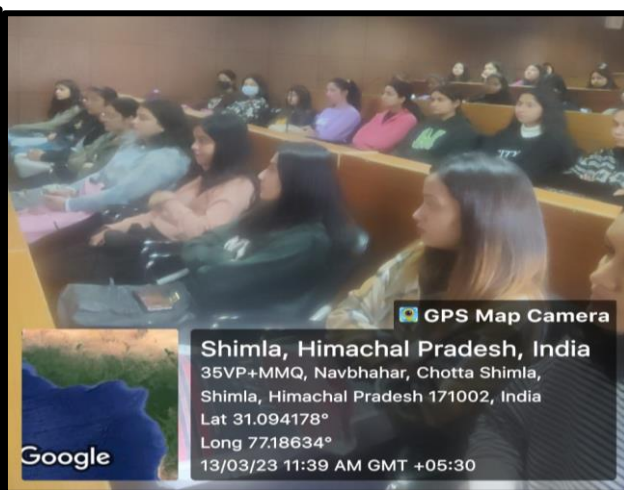 GPS Map Camera
Shimla, Himachal Pradesh, India
35VP+MMQ, Navbhahar, Chotta Shimla,
Shimla, Himachal Pradesh 171002, India
Lat 31.094178°
Long 77.18634°
13/03/23 11:39 AM GMT +05:30
Google